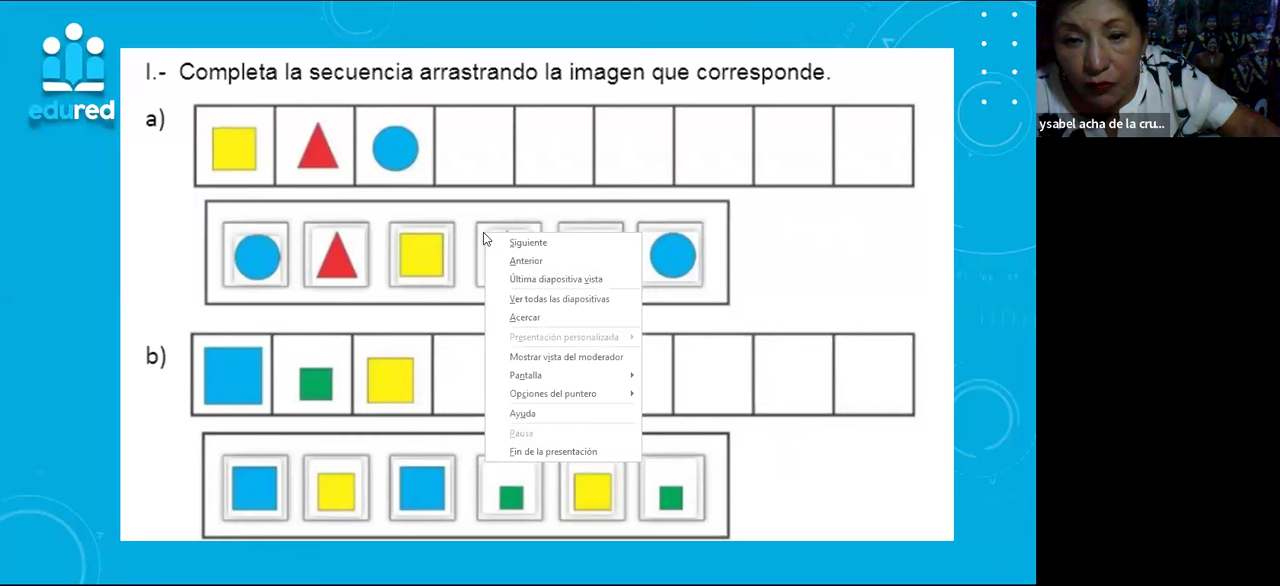 edured
I.- Completa la secuencia arrastrando la imagen que corresponde.
a)
b)
Siguiente
Anterior
Última diapositiva vista
Ver todas las diapositivas
Acercar
Presentación personalizada
Mostrar vista del moderador
Pantalla
Opciones del puntero
Ayuda
Pausa
Fin de la presentación
ysabel acha de la cru...